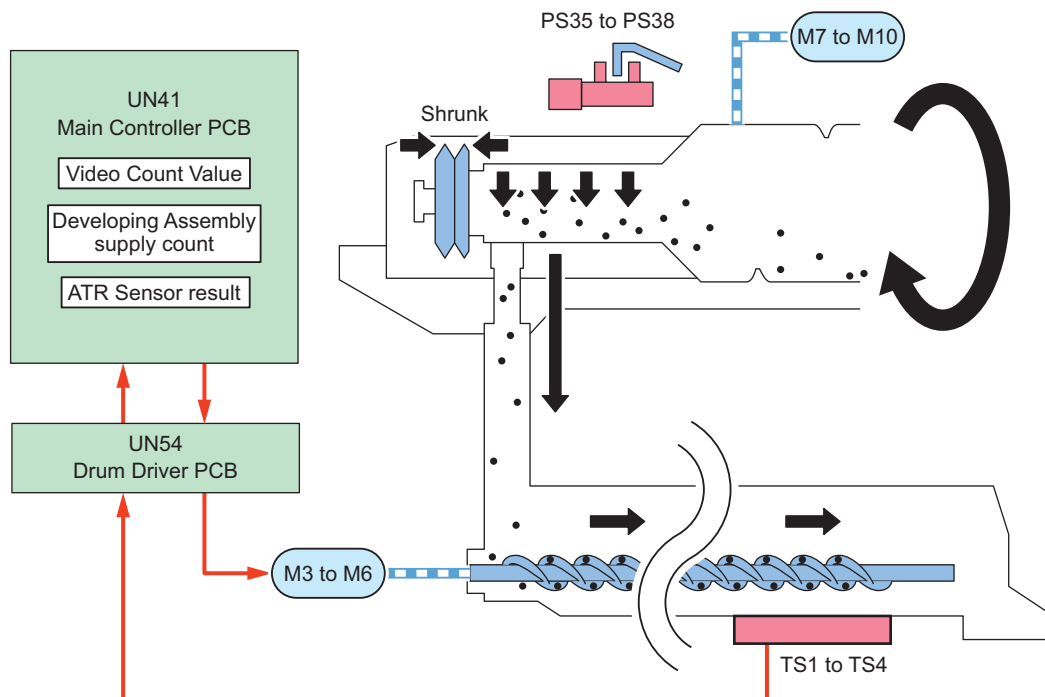 PS35 to PS38
M7 to M10
UN41
Main Controller PCB
Video Count Value
Developing Assembly
supply count
ATR Sensor result
Shrunk
UN54
Drum Driver PCB
M3 to M6
TS1 to TS4